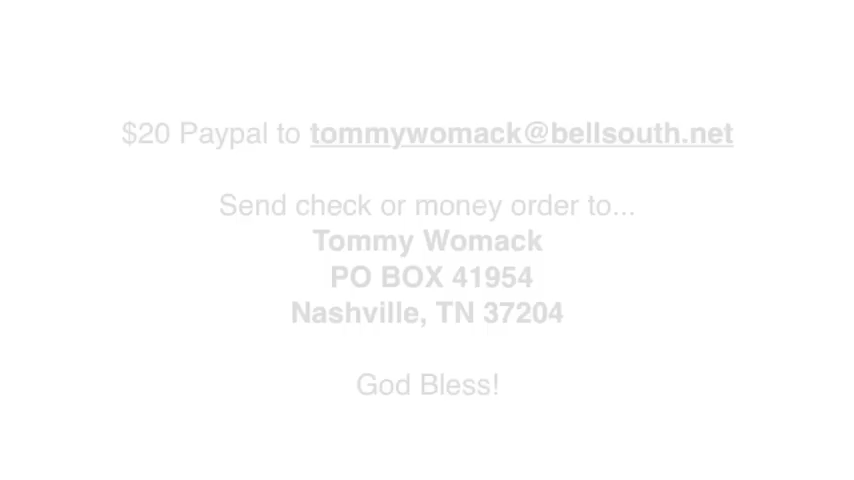 $20 Paypal to tommywomack@bellsouth.net
Send check or money order to...
Tommy Womack
PO BOX 41954
Nashville, TN 37204
God Bless!